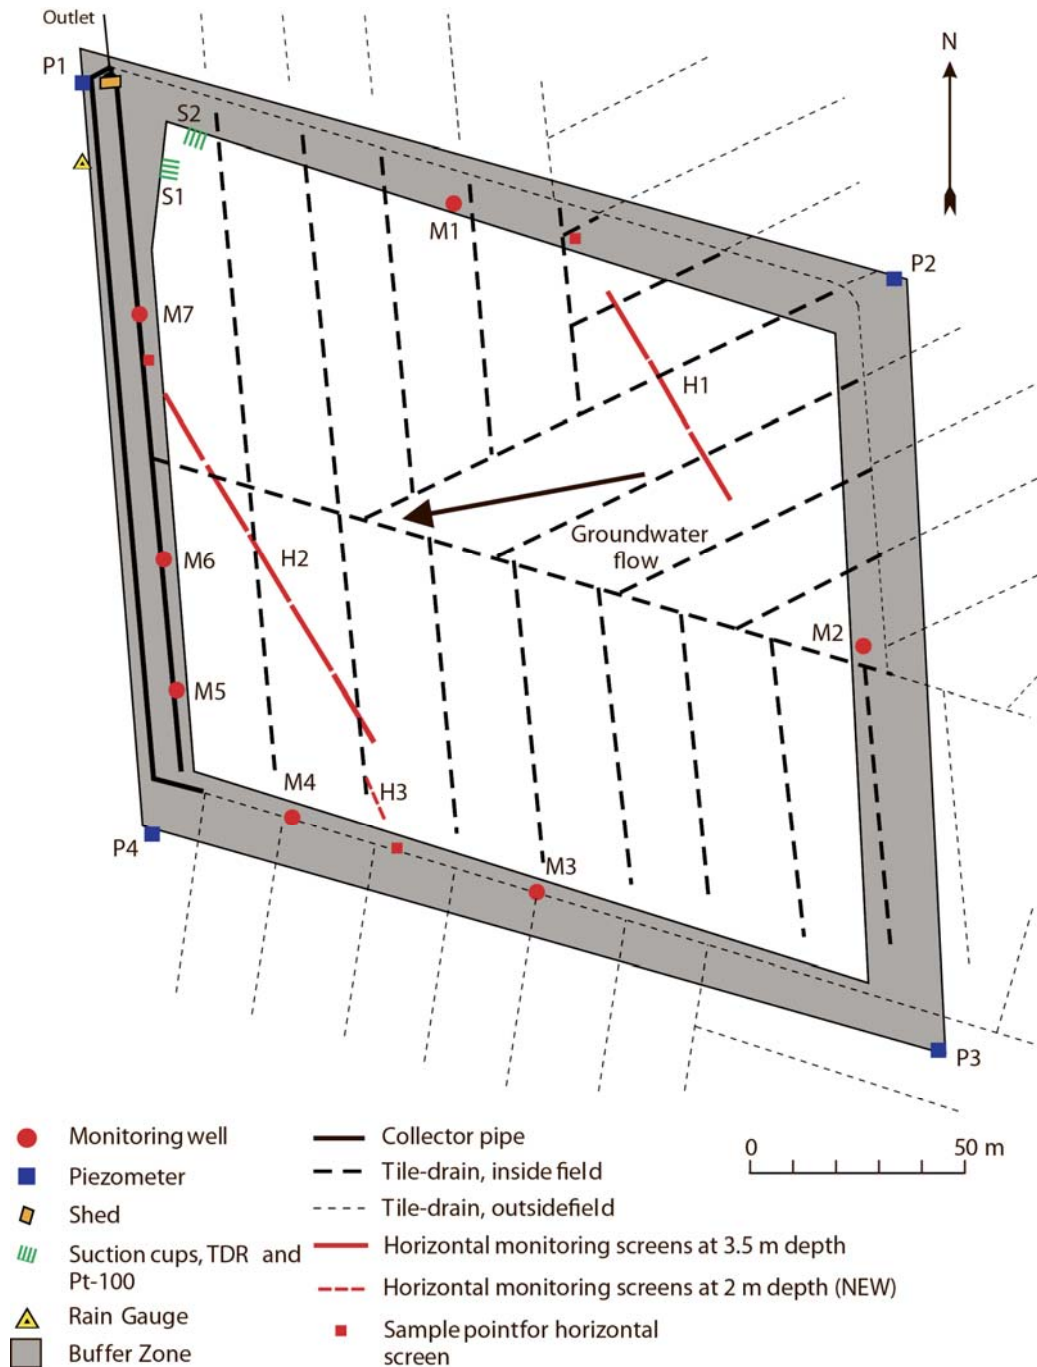 Outlet
N
P1
S2
S1
M1
P2
M7
H1
Groundwater
flow
H2
M6
M2
M5
M4
H3
P4
M3
P3
Monitoring well
Piezometer
Shed
Suction cups, TDR and
Pt-100
Rain Gauge
Buffer Zone
Collector pipe
Tile-drain, inside field
Tile-drain, outsidefield
Horizontal monitoring screens at 3.5 m depth
Horizontal monitoring screens at 2 m depth (NEW)
Sample pointfor horizontal
screen
0 50 m